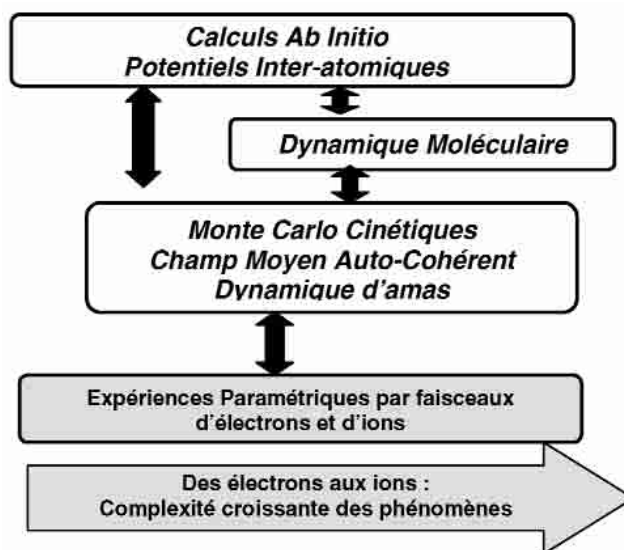 Calculs Ab Initio
Potentiels Inter-atomiques
Dynamique Moléculaire
Monte Carlo Cinétiques
Champ Moyen Auto-Cohérent
Dynamique d'amas
Expériences Paramétriques par faisceaux
d'électrons et d'ions
Des électrons aux ions :
Complexité croissante des phénomènes